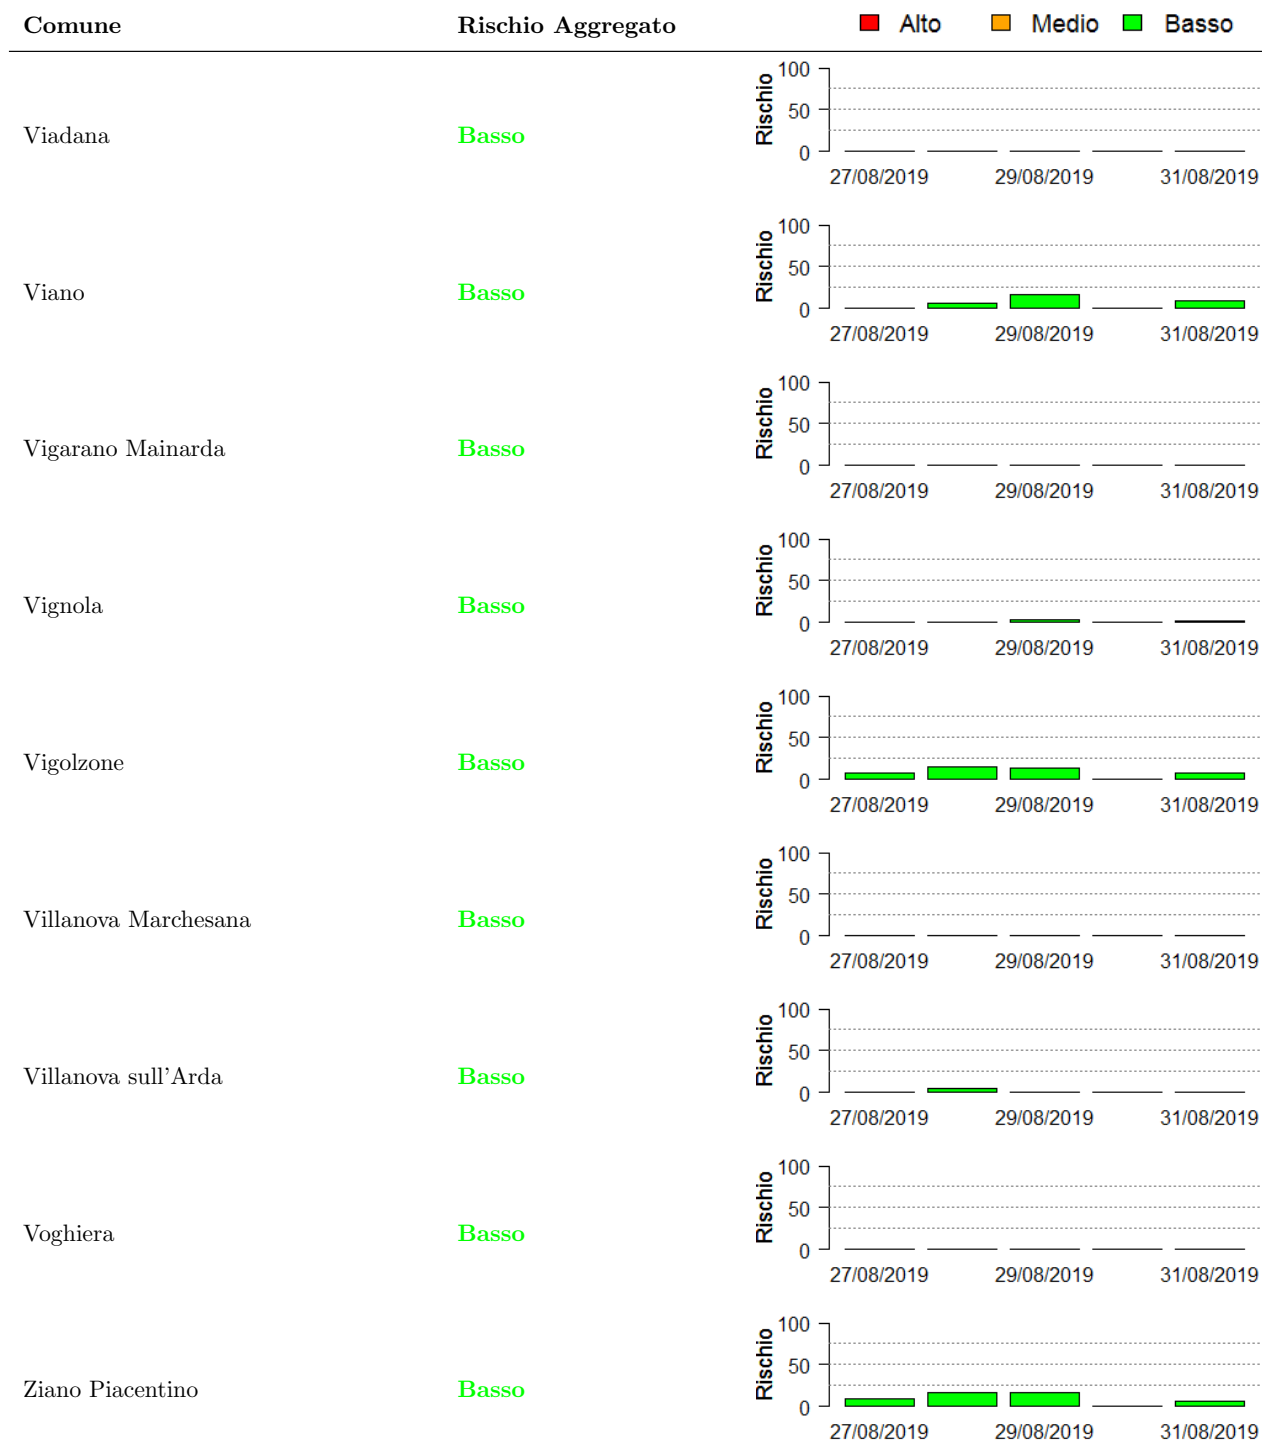 Comune Rischio Aggregato Alto Medio Basso
100
50
0
Rischio
Viadana Basso
27/08/2019 29/08/2019 31/08/2019
100
50
0
Rischio
Viano Basso
27/08/2019 29/08/2019 31/08/2019
100
50
0
Rischio
Vigarano Mainarda Basso
27/08/2019 29/08/2019 31/08/2019
100
50
0
Rischio
Vignola Basso
27/08/2019 29/08/2019 31/08/2019
100
50
0
Rischio
Vigolzone Basso
27/08/2019 29/08/2019 31/08/2019
100
50
0
Rischio
Villanova Marchesana Basso
27/08/2019 29/08/2019 31/08/2019
100
50
0
Rischio
Villanova sull'Arda Basso
27/08/2019 29/08/2019 31/08/2019
100
50
0
Rischio
Voghiera Basso
27/08/2019 29/08/2019 31/08/2019
100
50
0
Rischio
Ziano Piacentino Basso
27/08/2019 29/08/2019 31/08/2019